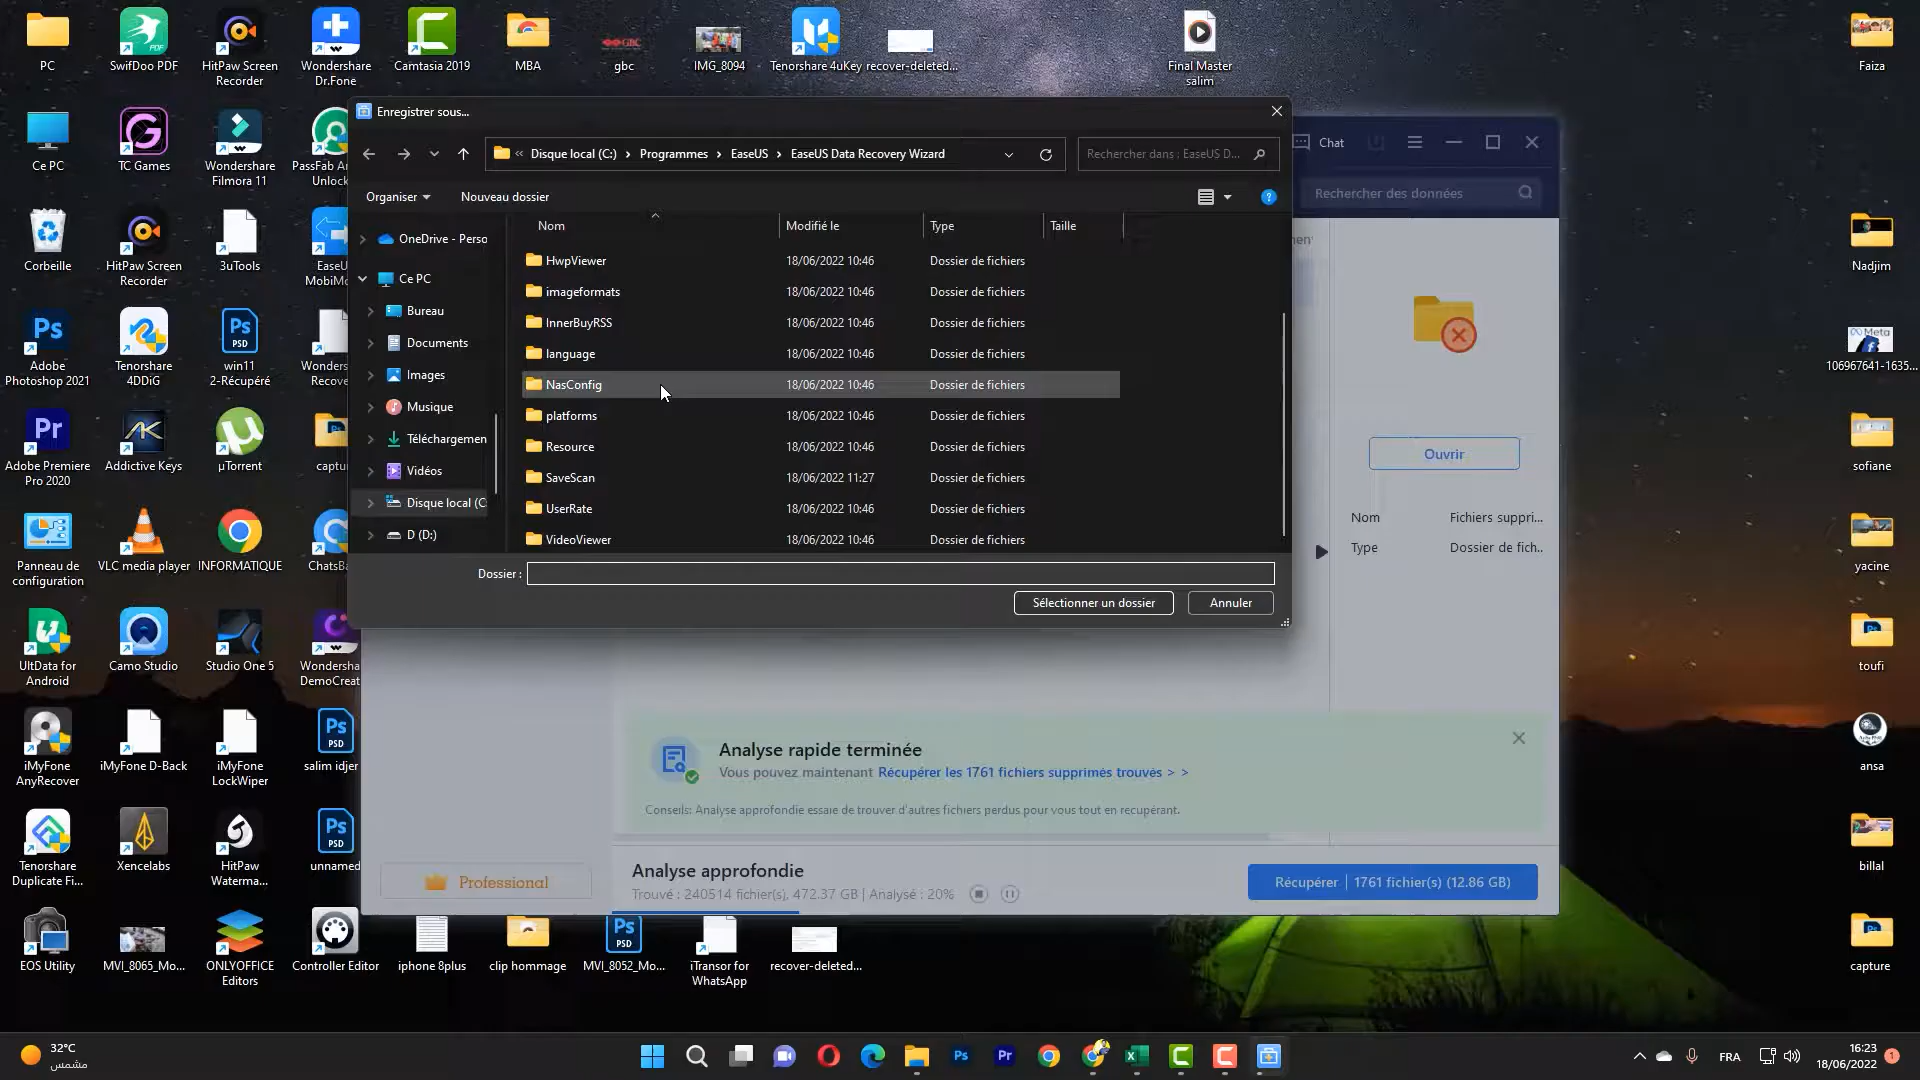 PC
SwifDoo PDF
HitPaw Screen
Recorder
Wondershare
Dr.Fone
Camtasia 2019
MBA
gbc
IMG_8094
Tenorshare 4uKey
recover-deleted...
Final Master
salim
Faiza
Ce PC
TC Games
Wondershare
Filmora 11
PassFab A
Unlock
Corbeille
HitPaw Screen
Recorder
3uTools
EaseU
MobiMo
Nadjim
Adobe
Photoshop 2021
Tenorshare
4DDiG
win11
2-Récupéré
Wonders
Recove
106967641-1635...
Adobe Premiere
Pro 2020
Addictive Keys
µTorrent
captu
sofiane
Panneau de
configuration
VLC media player
INFORMATIQUE
ChatsBa
yacine
UltData for
Android
Camo Studio
Studio One 5
Wondersha
DemoCreat
toufi
iMyFone
AnyRecover
iMyFone D-Back
iMyFone
LockWiper
salim idjer
ansa
Tenorshare
Duplicate Fi...
Xencelabs
HitPaw
Waterma...
unnamed
billal
EOS Utility
MVI_8065_Mo...
ONLYOFFICE
Editors
Controller Editor
iphone 8plus
clip hommage
MVI_8052_Mo...
iTransor for
WhatsApp
recover-deleted...
capture
Enregistrer sous...
« Disque local (C:) › Programmes › EaseUS › EaseUS Data Recovery Wizard
Rechercher dans : EaseUS D...
Organiser
Nouveau dossier
OneDrive - Perso
Ce PC
Bureau
Documents
Images
Musique
Téléchargemen
Vidéos
Disque local (C
D (D:)
Nom Modifié le Type Taille
HwpViewer 18/06/2022 10:46 Dossier de fichiers
imageformats 18/06/2022 10:46 Dossier de fichiers
InnerBuyRSS 18/06/2022 10:46 Dossier de fichiers
language 18/06/2022 10:46 Dossier de fichiers
NasConfig 18/06/2022 10:46 Dossier de fichiers
platforms 18/06/2022 10:46 Dossier de fichiers
Resource 18/06/2022 10:46 Dossier de fichiers
SaveScan 18/06/2022 11:27 Dossier de fichiers
UserRate 18/06/2022 10:46 Dossier de fichiers
VideoViewer 18/06/2022 10:46 Dossier de fichiers
Dossier :
Sélectionner un dossier
Annuler
Chat
Rechercher des données
Ouvrir
Nom Fichiers suppri...
Type Dossier de fich..
Analyse rapide terminée
Vous pouvez maintenant Récupérer les 1761 fichiers supprimés trouvés > >
Conseils: Analyse approfondie essaie de trouver d'autres fichiers perdus pour vous tout en recupérant.
Professional
Analyse approfondie
Trouvé : 240514 fichier(s), 472.37 GB | Analysé : 20%
Récupérer | 1761 fichier(s) (12.86 GB)
32°C
مشمس
FRA
16:23
18/06/2022
1